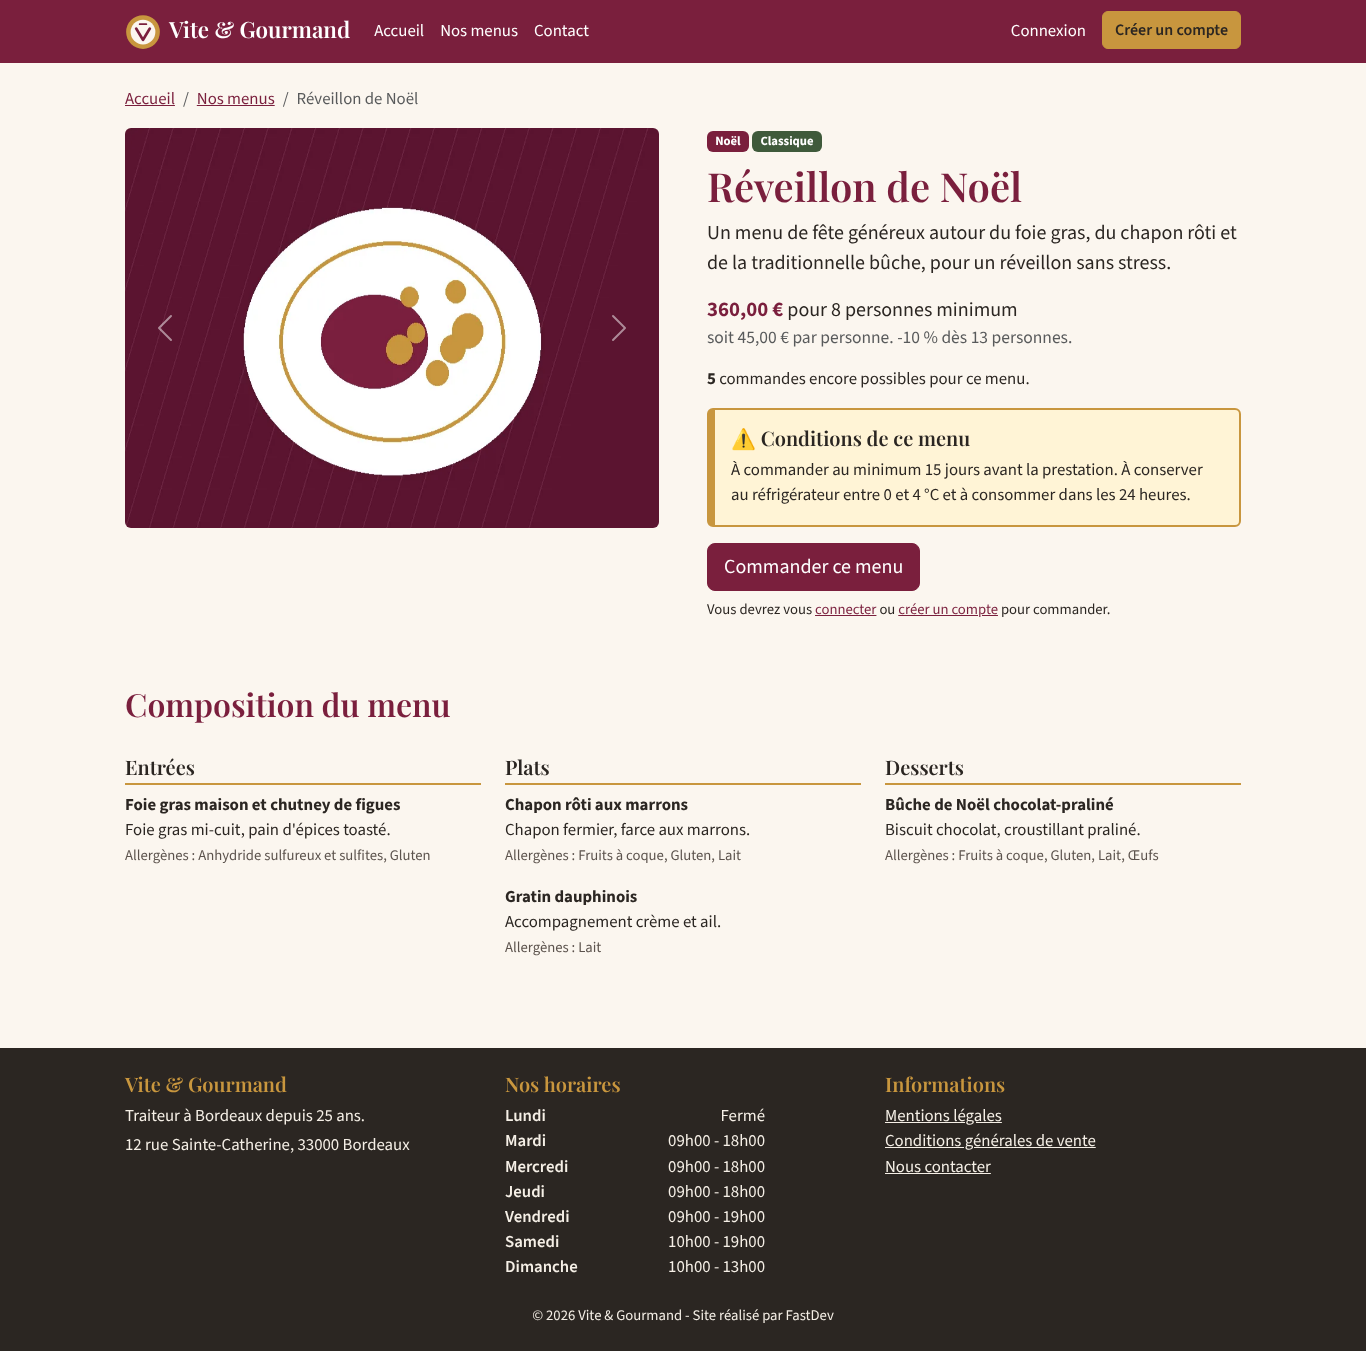 Vite & Gourmand
Accueil
Nos menus
Contact
Connexion
Créer un compte
Accueil / Nos menus / Réveillon de Noël
Noël
Classique
Réveillon de Noël
Un menu de fête généreux autour du foie gras, du chapon rôti et
de la traditionnelle bûche, pour un réveillon sans stress.
360,00 € pour 8 personnes minimum
soit 45,00 € par personne. -10 % dès 13 personnes.
5 commandes encore possibles pour ce menu.
⚠️ Conditions de ce menu
À commander au minimum 15 jours avant la prestation. À conserver
au réfrigérateur entre 0 et 4 °C et à consommer dans les 24 heures.
Commander ce menu
Vous devrez vous connecter ou créer un compte pour commander.
Composition du menu
Entrées
Foie gras maison et chutney de figues
Foie gras mi-cuit, pain d'épices toasté.
Allergènes : Anhydride sulfureux et sulfites, Gluten
Plats
Chapon rôti aux marrons
Chapon fermier, farce aux marrons.
Allergènes : Fruits à coque, Gluten, Lait
Gratin dauphinois
Accompagnement crème et ail.
Allergènes : Lait
Desserts
Bûche de Noël chocolat-praliné
Biscuit chocolat, croustillant praliné.
Allergènes : Fruits à coque, Gluten, Lait, Œufs
Vite & Gourmand
Traiteur à Bordeaux depuis 25 ans.
12 rue Sainte-Catherine, 33000 Bordeaux
Nos horaires
Lundi Fermé
Mardi 09h00 - 18h00
Mercredi 09h00 - 18h00
Jeudi 09h00 - 18h00
Vendredi 09h00 - 19h00
Samedi 10h00 - 19h00
Dimanche 10h00 - 13h00
Informations
Mentions légales
Conditions générales de vente
Nous contacter
© 2026 Vite & Gourmand - Site réalisé par FastDev